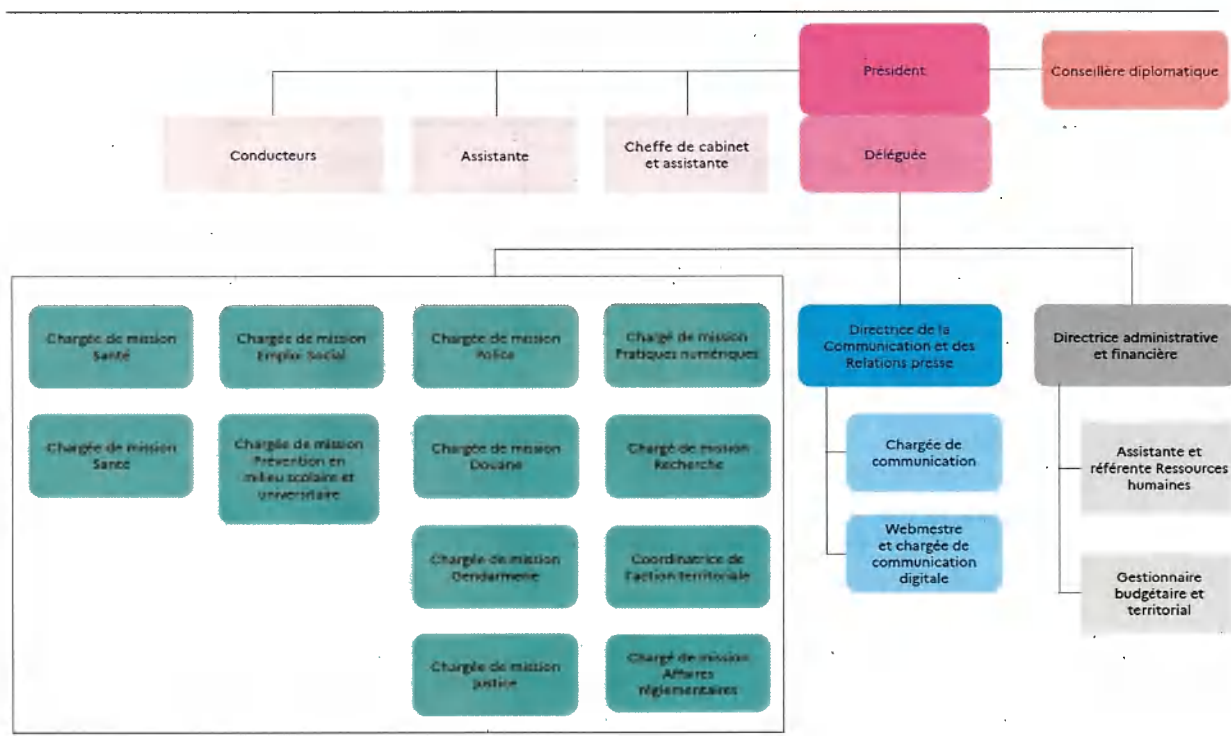 Président
Conseillère diplomatique
Conducteurs
Assistante
Cheffe de cabinet
et assistante
Déléguée
Chargée de mission
Santé
Chargée de mission
Emploi Social
Chargée de mission
Police
Chargé de mission
Pratiques numériques
Directrice de la
Communication et des
Relations presse
Directrice administrative
et financière
Chargée de mission
Santé
Chargée de mission
Prévention en
milieu scolaire et
universitaire
Chargée de mission
Douane
Chargé de mission
Recherche
Chargée de
communication
Assistante et
référente Ressources
humaines
Chargée de mission
Gendarmerie
Coordinatrice de
l'action territoriale
Webmestre
et chargée de
communication
digitale
Gestionnaire
budgétaire et
territorial
Chargée de mission
Justice
Chargé de mission
Affaires
réglementaires